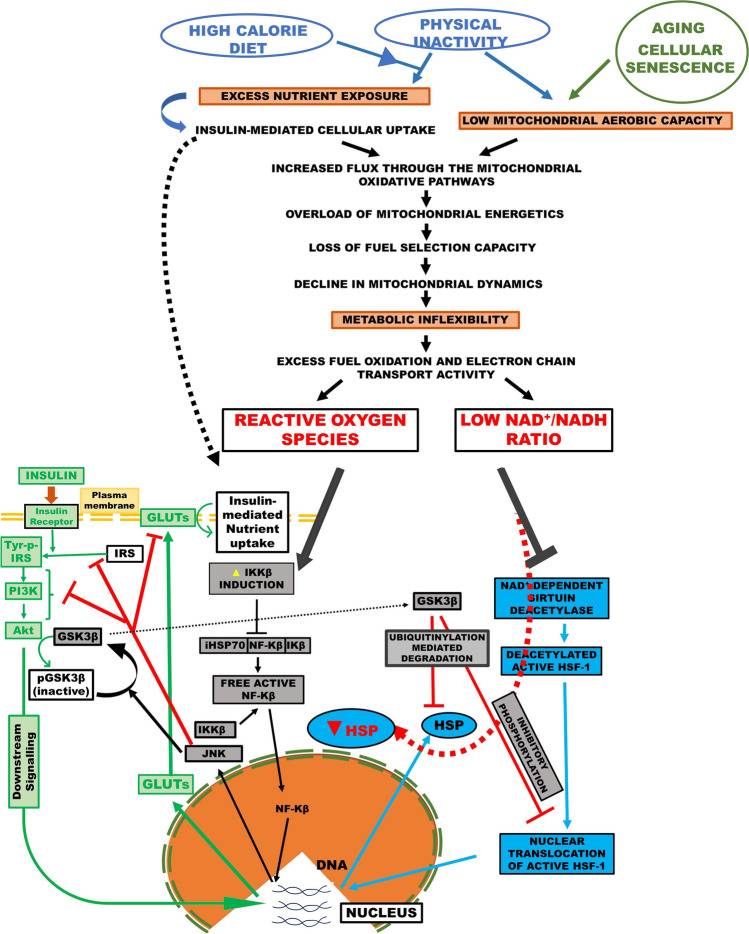 HIGH CALORIE
DIET
PHYSICAL
INACTIVITY
AGING
CELLULAR
SENESCENCE
EXCESS NUTRIENT EXPOSURE
LOW MITOCHONDRIAL AEROBIC CAPACITY
INSULIN-MEDIATED CELLULAR UPTAKE
INCREASED FLUX THROUGH THE MITOCHONDRIAL
OXIDATIVE PATHWAYS
OVERLOAD OF MITOCHONDRIAL ENERGETICS
LOSS OF FUEL SELECTION CAPACITY
DECLINE IN MITOCHONDRIAL DYNAMICS
METABOLIC INFLEXIBILITY
EXCESS FUEL OXIDATION AND ELECTRON CHAIN
TRANSPORT ACTIVITY
REACTIVE OXYGEN
SPECIES
LOW NAD⁺/NADH
RATIO
INSULIN
Plasma
membrane
Insulin
Receptor
GLUTs
Insulin-
mediated
Nutrient
uptake
Tyr-p-
IRS
IRS
PI3K
Akt
GSK3β
pGSK3β
(inactive)
IKKβ
INDUCTION
iHSP70 NF-Kβ IKβ
FREE ACTIVE
NF-Kβ
IKKβ
JNK
GSK3β
UBIQUITINYLATION
MEDIATED
DEGRADATION
NAD⁺DEPENDENT
SIRTUIN
DEACETYLASE
DEACETYLATED
ACTIVE HSF-1
HSP
HSP
INHIBITORY
PHOSPHORYLATION
Downstream
Signalling
GLUTs
NF-Kβ
DNA
NUCLEUS
NUCLEAR
TRANSLOCATION
OF ACTIVE HSF-1